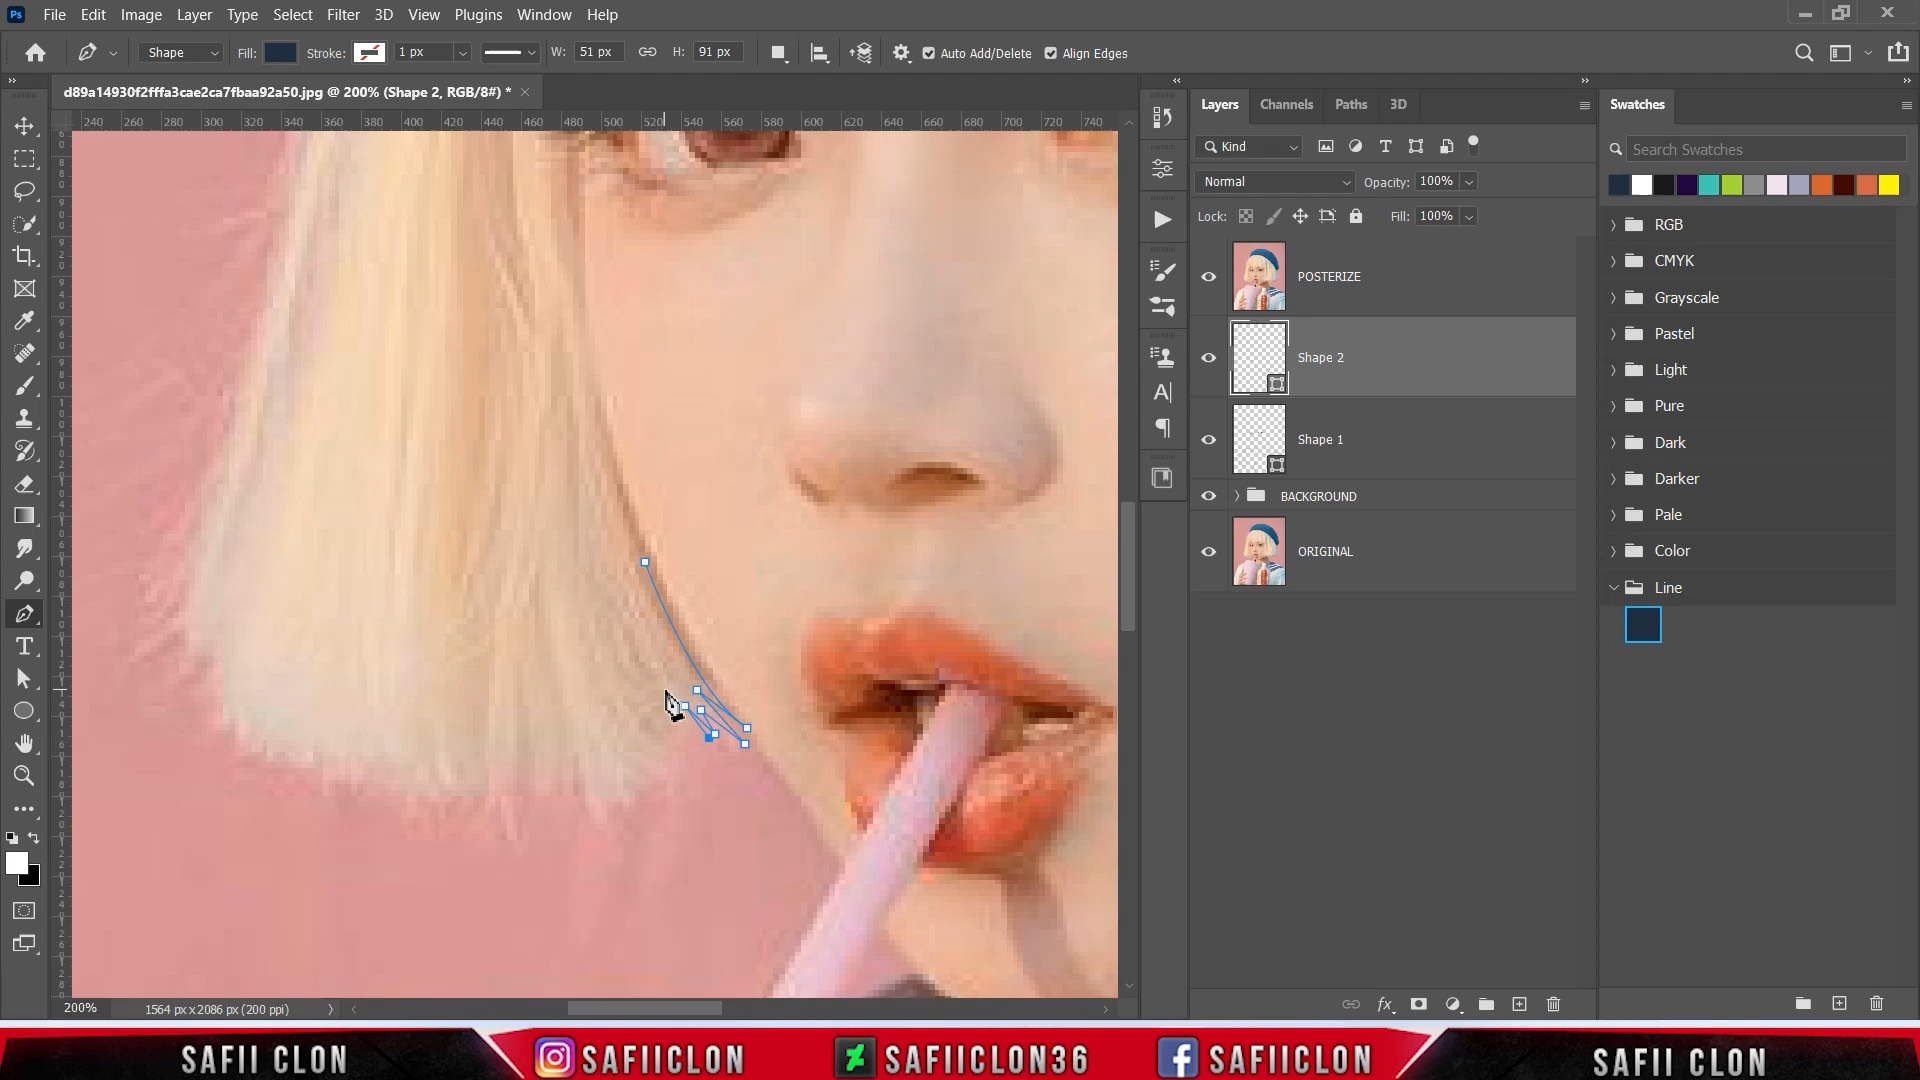 File Edit Image Layer Type Select Filter 3D View Plugins Window Help
Shape Fill: Stroke: 1 px W: 51 px H: 91 px Auto Add/Delete Align Edges
d89a14930f2fffa3cae2ca7fbaa92a50.jpg @ 200% (Shape 2, RGB/8#) *
240 260 280 300 320 340 360 380 400 420 440 460 480 500 520 540 560 580 600 620 640 660 680 700 720 740
Layers Channels Paths 3D
Kind
Normal Opacity: 100%
Lock: Fill: 100%
POSTERIZE
Shape 2
Shape 1
BACKGROUND
ORIGINAL
Swatches
Search Swatches
RGB
CMYK
Grayscale
Pastel
Light
Pure
Dark
Darker
Pale
Color
Line
200% 1564 px x 2086 px (200 ppi)
SAFII CLON SAFIICLON SAFIICLON36 SAFIICLON SAFII CLON